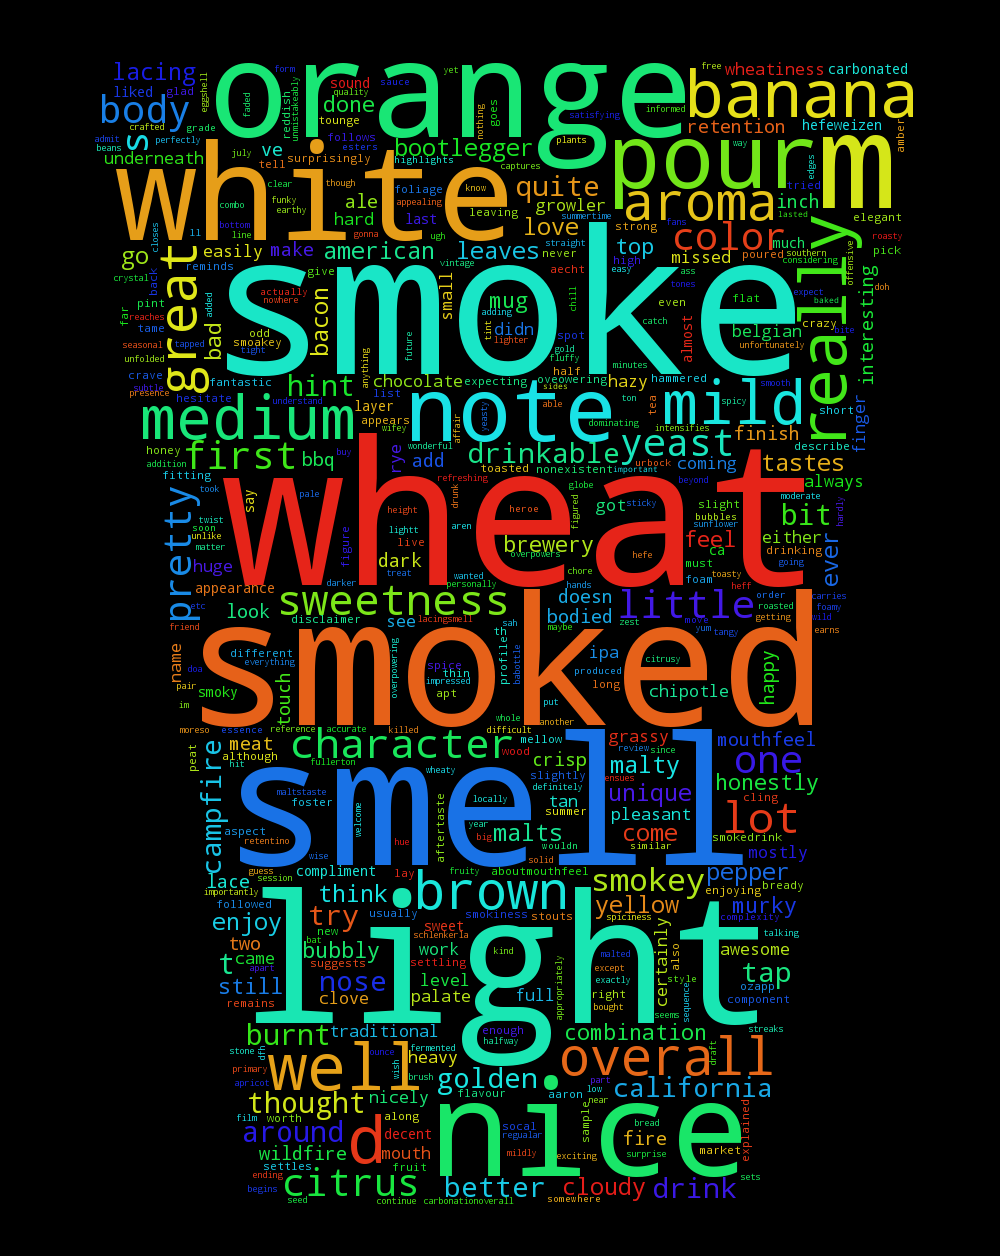 form
sauce
yet
free
wheatiness
carbonated
lacing
orange
sound
liked
glad
eggshell
quality
banana
body
faded
reddish
unmistakeably
done
tounge
nothing
goes
satisfying
informed
crafted
grade
retention
hefeweizen
amber
admit
perfectly
s
follows
plants
way
beans
july
esters
bootlegger
pour
m
underneath
ve
surprisingly
highlights
captures
tried
edges
white
tell
clear
though
foliage
know
quite
aroma
inch
lasted
funky
appealing
growler
combo
earthy
ale
leaving
summertime
strong
elegant
hard
last
love
fans
bottom
line
gonna
ugh
straight
color
much
southern
roasty
closes
ll
american
leaves
never
top
poured
considering
offensive
go
easily
make
vintage
easy
high
missed
pick
great
back
reminds
give
smoke
aecht
ass
really
crystal
added
actually
small
mug
adding
chill
even
tones
flat
expect
interesting
far
pint
nowhere
bacon
didn
spot
catch
baked
doh
reaches
tame
bad
odd
future
tint
lighter
gold
almost
belgian
crazy
bite
seasonal
tapped
smoakey
fluffy
unfortunately
unfolded
tight
anything
half
minutes
crave
fantastic
hint
chocolate
expecting
oveowering
hazy
hammered
smooth
subtle
presence
hesitate
understand
list
sides
ton
tea
spicy
short
finger
medium
layer
note
able
mild
appears
yeasty
affair
dominating
intensifies
wifey
wonderful
describe
honey
first
buy
rye
drinkable
yeast
finish
addition
bbq
add
toasted
nonexistent
urbock
important
coming
tastes
fitting
refreshing
globe
beyond
always
took
say
pale
height
drunk
heroe
figured
sticky
got
slight
moderate
hardly
pretty
twist
wheat
bubbles
bit
soon
lightt
aren
sunflower
ever
unlike
figure
live
brewery
overpowers
hefe
feel
either
matter
dark
chore
ca
drinking
huge
treat
wanted
must
going
darker
personally
hands
foam
toasty
appearance
sweetness
doesn
little
heff
order
carries
etc
look
disclaimer
see
lacingsmell
zest
bodied
move
roasted
foamy
friend
sah
maybe
yum
getting
wild
name
different
th
ipa
tangy
earns
everything
smoked
profile
citrusy
doa
overpowering
spice
thin
babottle
produced
pair
smoky
touch
impressed
apt
put
long
chipotle
happy
im
whole
another
moreso
essence
reference
accurate
killed
difficult
peat
meat
character
mellow
grassy
mouthfeel
although
wood
review
since
campfire
hit
fullerton
wheaty
crisp
malty
one
maltstaste
slightly
ensues
honestly
definitely
histore
foster
welcome
smell
locally
tan
unique
cling
summer
pleasant
lot
aspect
year
malts
retentino
hue
aftertaste
big
wouldn
come
similar
smokedrink
wise
solid
mostly
guess
compliment
lay
fruity
aboutmouthfeel
lace
session
think
brown
smokey
pepper
enjoying
bready
importantly
followed
usually
smokiness
stouts
yellow
murky
enjoy
try
sweet
spiciness
complexity
new
schlenkerla
talking
two
bat
kind
malted
also
t
came
bubbly
work
light
awesome
apart
suggests
settling
except
certainly
tap
still
nose
level
exactly
style
ozapp
remains
clove
palate
full
appropriately
right
component
bought
sequence
seems
burnt
traditional
enough
combination
streaks
stone
dfh
halfway
draft
primary
well
ounce
fermented
heavy
overall
apricot
wish
brush
golden
part
nicely
flavour
aaron
low
california
thought
near
film
worth
along
nice
sample
bread
explained
around
d
decent
socal
regualar
fire
market
wildfire
mouth
mildly
exciting
surprise
settles
fruit
ending
citrus
better
cloudy
drink
sets
begins
seed
continue
carbonationoverall
somewhere